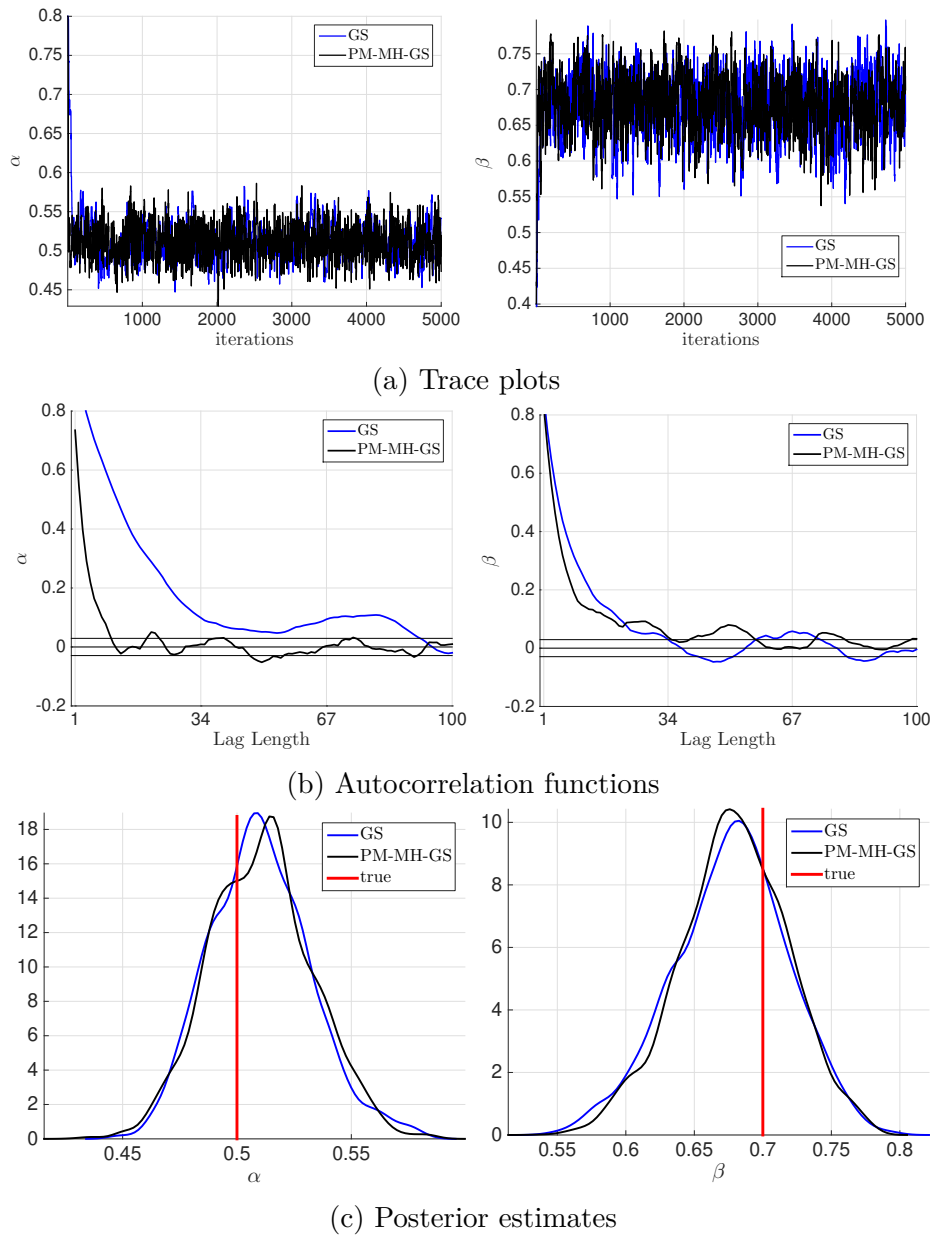 0.8
0.75
0.7
0.65
0.6
0.55
0.5
0.45
α
GS
PM-MH-GS
1000 2000 3000 4000 5000
iterations
0.75
0.7
0.65
0.6
0.55
0.5
0.45
0.4
β
GS
PM-MH-GS
1000 2000 3000 4000 5000
iterations
(a) Trace plots
0.8
0.6
0.4
0.2
0
-0.2
α
GS
PM-MH-GS
1 34 67 100
Lag Length
0.8
0.6
0.4
0.2
0
-0.2
β
GS
PM-MH-GS
1 34 67 100
Lag Length
(b) Autocorrelation functions
18
16
14
12
10
8
6
4
2
0
GS
PM-MH-GS
true
0.45 0.5 0.55
α
10
8
6
4
2
0
GS
PM-MH-GS
true
0.55 0.6 0.65 0.7 0.75 0.8
β
(c) Posterior estimates